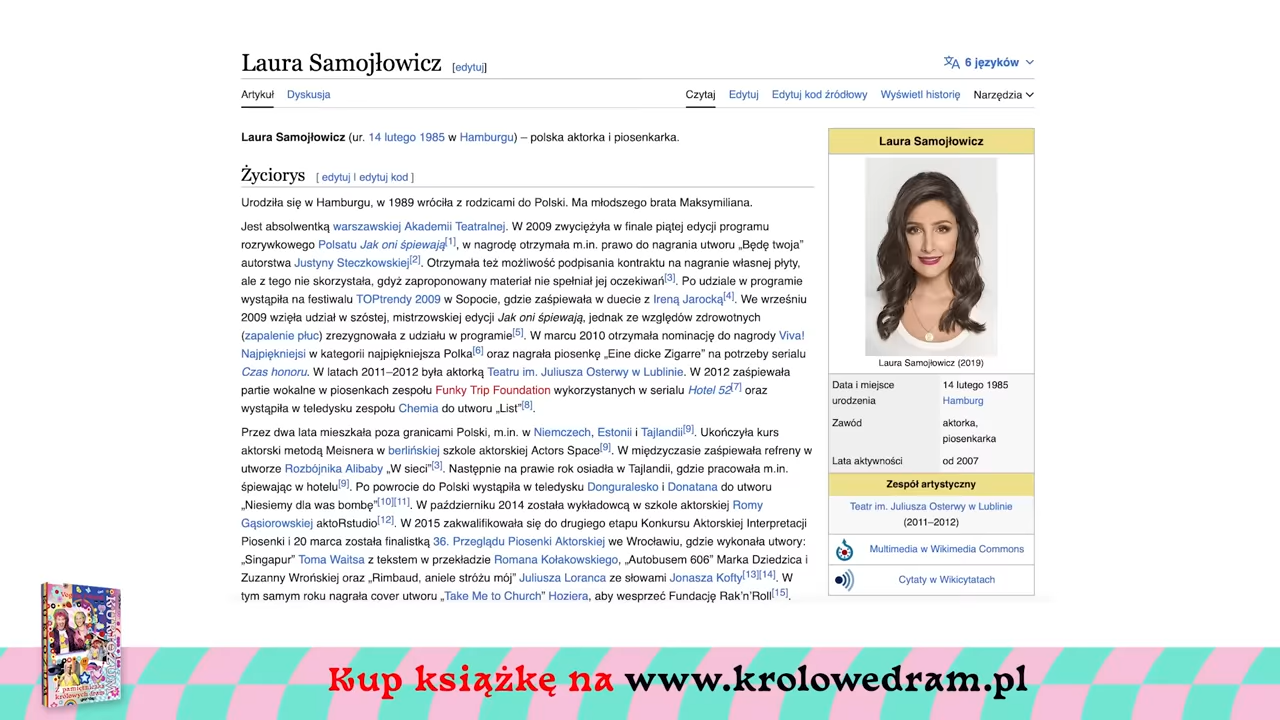 Laura Samojłowicz [edytuj]
6 języków
Artykuł Dyskusja Czytaj Edytuj Edytuj kod źródłowy Wyświetl historię Narzędzia
Laura Samojłowicz (ur. 14 lutego 1985 w Hamburgu) – polska aktorka i piosenkarka.
Życiorys [ edytuj | edytuj kod ]
Urodziła się w Hamburgu, w 1989 wróciła z rodzicami do Polski. Ma młodszego brata Maksymiliana.
Jest absolwentką warszawskiej Akademii Teatralnej. W 2009 zwyciężyła w finale piątej edycji programu
rozrywkowego Polsatu Jak oni śpiewają[1], w nagrodę otrzymała m.in. prawo do nagrania utworu „Będę twoja”
autorstwa Justyny Steczkowskiej[2]. Otrzymała też możliwość podpisania kontraktu na nagranie własnej płyty,
ale z tego nie skorzystała, gdyż zaproponowany materiał nie spełniał jej oczekiwań[3]. Po udziale w programie
wystąpiła na festiwalu TOPtrendy 2009 w Sopocie, gdzie zaśpiewała w duecie z Ireną Jarocką[4]. We wrześniu
2009 wzięła udział w szóstej, mistrzowskiej edycji Jak oni śpiewają, jednak ze względów zdrowotnych
(zapalenie płuc) zrezygnowała z udziału w programie[5]. W marcu 2010 otrzymała nominację do nagrody Viva!
Najpiękniejsi w kategorii najpiękniejsza Polka[6] oraz nagrała piosenkę „Eine dicke Zigarre” na potrzeby serialu
Czas honoru. W latach 2011–2012 była aktorką Teatru im. Juliusza Osterwy w Lublinie. W 2012 zaśpiewała
partie wokalne w piosenkach zespołu Funky Trip Foundation wykorzystanych w serialu Hotel 52[7] oraz
wystąpiła w teledysku zespołu Chemia do utworu „List”[8].
Przez dwa lata mieszkała poza granicami Polski, m.in. w Niemczech, Estonii i Tajlandii[9]. Ukończyła kurs
aktorski metodą Meisnera w berlińskiej szkole aktorskiej Actors Space[9]. W międzyczasie zaśpiewała refreny w
utworze Rozbójnika Alibaby „W sieci”[3]. Następnie na prawie rok osiadła w Tajlandii, gdzie pracowała m.in.
śpiewając w hotelu[9]. Po powrocie do Polski wystąpiła w teledysku Donguralesko i Donatana do utworu
„Niesiemy dla was bombę”[10][11]. W październiku 2014 została wykładowcą w szkole aktorskiej Romy
Gąsiorowskiej aktoRstudio[12]. W 2015 zakwalifikowała się do drugiego etapu Konkursu Aktorskiej Interpretacji
Piosenki i 20 marca została finalistką 36. Przeglądu Piosenki Aktorskiej we Wrocławiu, gdzie wykonała utwory:
„Singapur” Toma Waitsa z tekstem w przekładzie Romana Kołakowskiego, „Autobusem 606” Marka Dziedzica i
Zuzanny Wrońskiej oraz „Rimbaud, aniele stróżu mój” Juliusza Loranca ze słowami Jonasza Kofty[13][14]. W
tym samym roku nagrała cover utworu „Take Me to Church” Hoziera, aby wesprzeć Fundację Rak’n’Roll[15].
Laura Samojłowicz
Laura Samojłowicz (2019)
Data i miejsce urodzenia 14 lutego 1985
Hamburg
Zawód aktorka,
piosenkarka
Lata aktywności od 2007
Zespół artystyczny
Teatr im. Juliusza Osterwy w Lublinie
(2011–2012)
Multimedia w Wikimedia Commons
Cytaty w Wikicytatach
Z pamiętnika
królowych dram
Kup książkę na www.krolowedram.pl